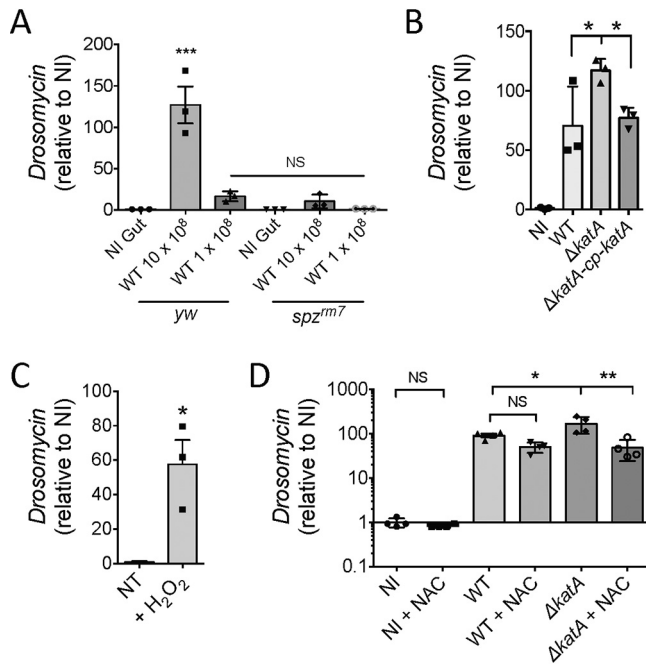 A
Drosomycin
(relative to NI)
200
150
100
50
0
***
NS
NI Gut
WT 10 x 10⁸
WT 1 x 10⁸
NI Gut
WT 10 x 10⁸
WT 1 x 10⁸
yw
spzʳᵐ⁷
B
Drosomycin
(relative to NI)
100
50
0
* *
NI
WT
ΔkatA
ΔkatA-cp-katA
C
Drosomycin
(relative to NI)
100
80
60
40
20
0
*
NT
+ H₂O₂
D
Drosomycin
(relative to NI)
1000
100
10
1
0.1
NS
*
**
NS
NI
NI + NAC
WT
WT + NAC
ΔkatA
ΔkatA + NAC